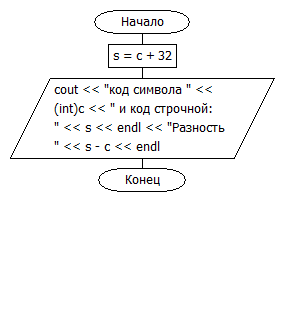 Начало
s = c + 32
cout << "код символа " <<
(int)c << " и код строчной:
" << s << endl << "Разность
" << s - c << endl
Конец